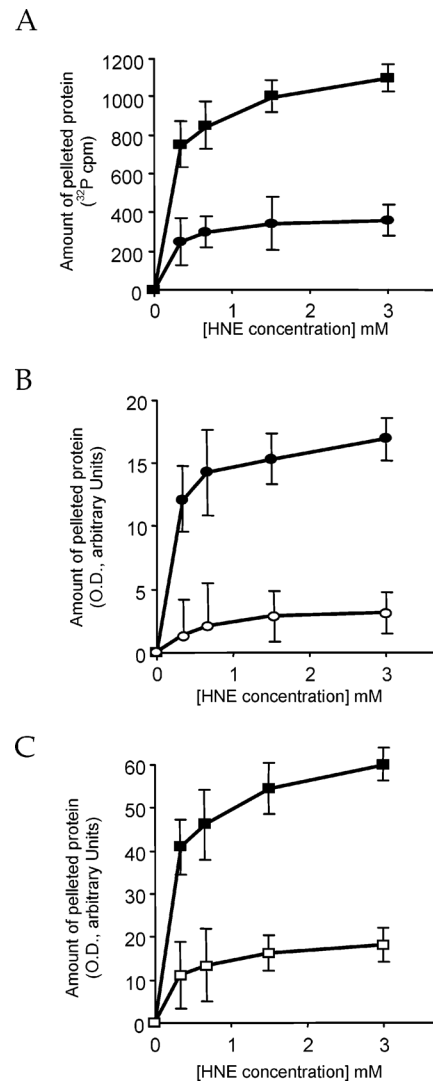 A
1200
1000
800
600
400
200
0
Amount of pelleted protein
(³²P cpm)
0 1 2 3
[HNE concentration] mM
B
20
15
10
5
0
Amount of pelleted protein
(O.D., arbitrary Units)
0 1 2 3
[HNE concentration] mM
C
60
50
40
30
20
10
0
Amount of pelleted protein
(O.D., arbitrary Units)
0 1 2 3
[HNE concentration] mM